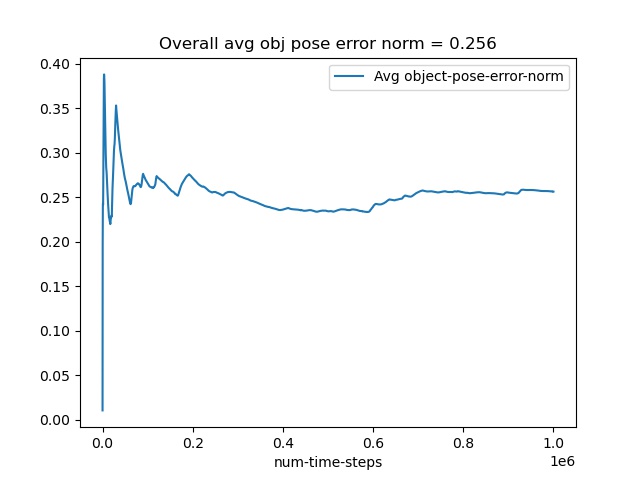 Overall avg obj pose error norm = 0.256
Avg object-pose-error-norm
0.40
0.35
0.30
0.25
0.20
0.15
0.10
0.05
0.00
0.0 0.2 0.4 0.6 0.8 1.0
1e6
num-time-steps